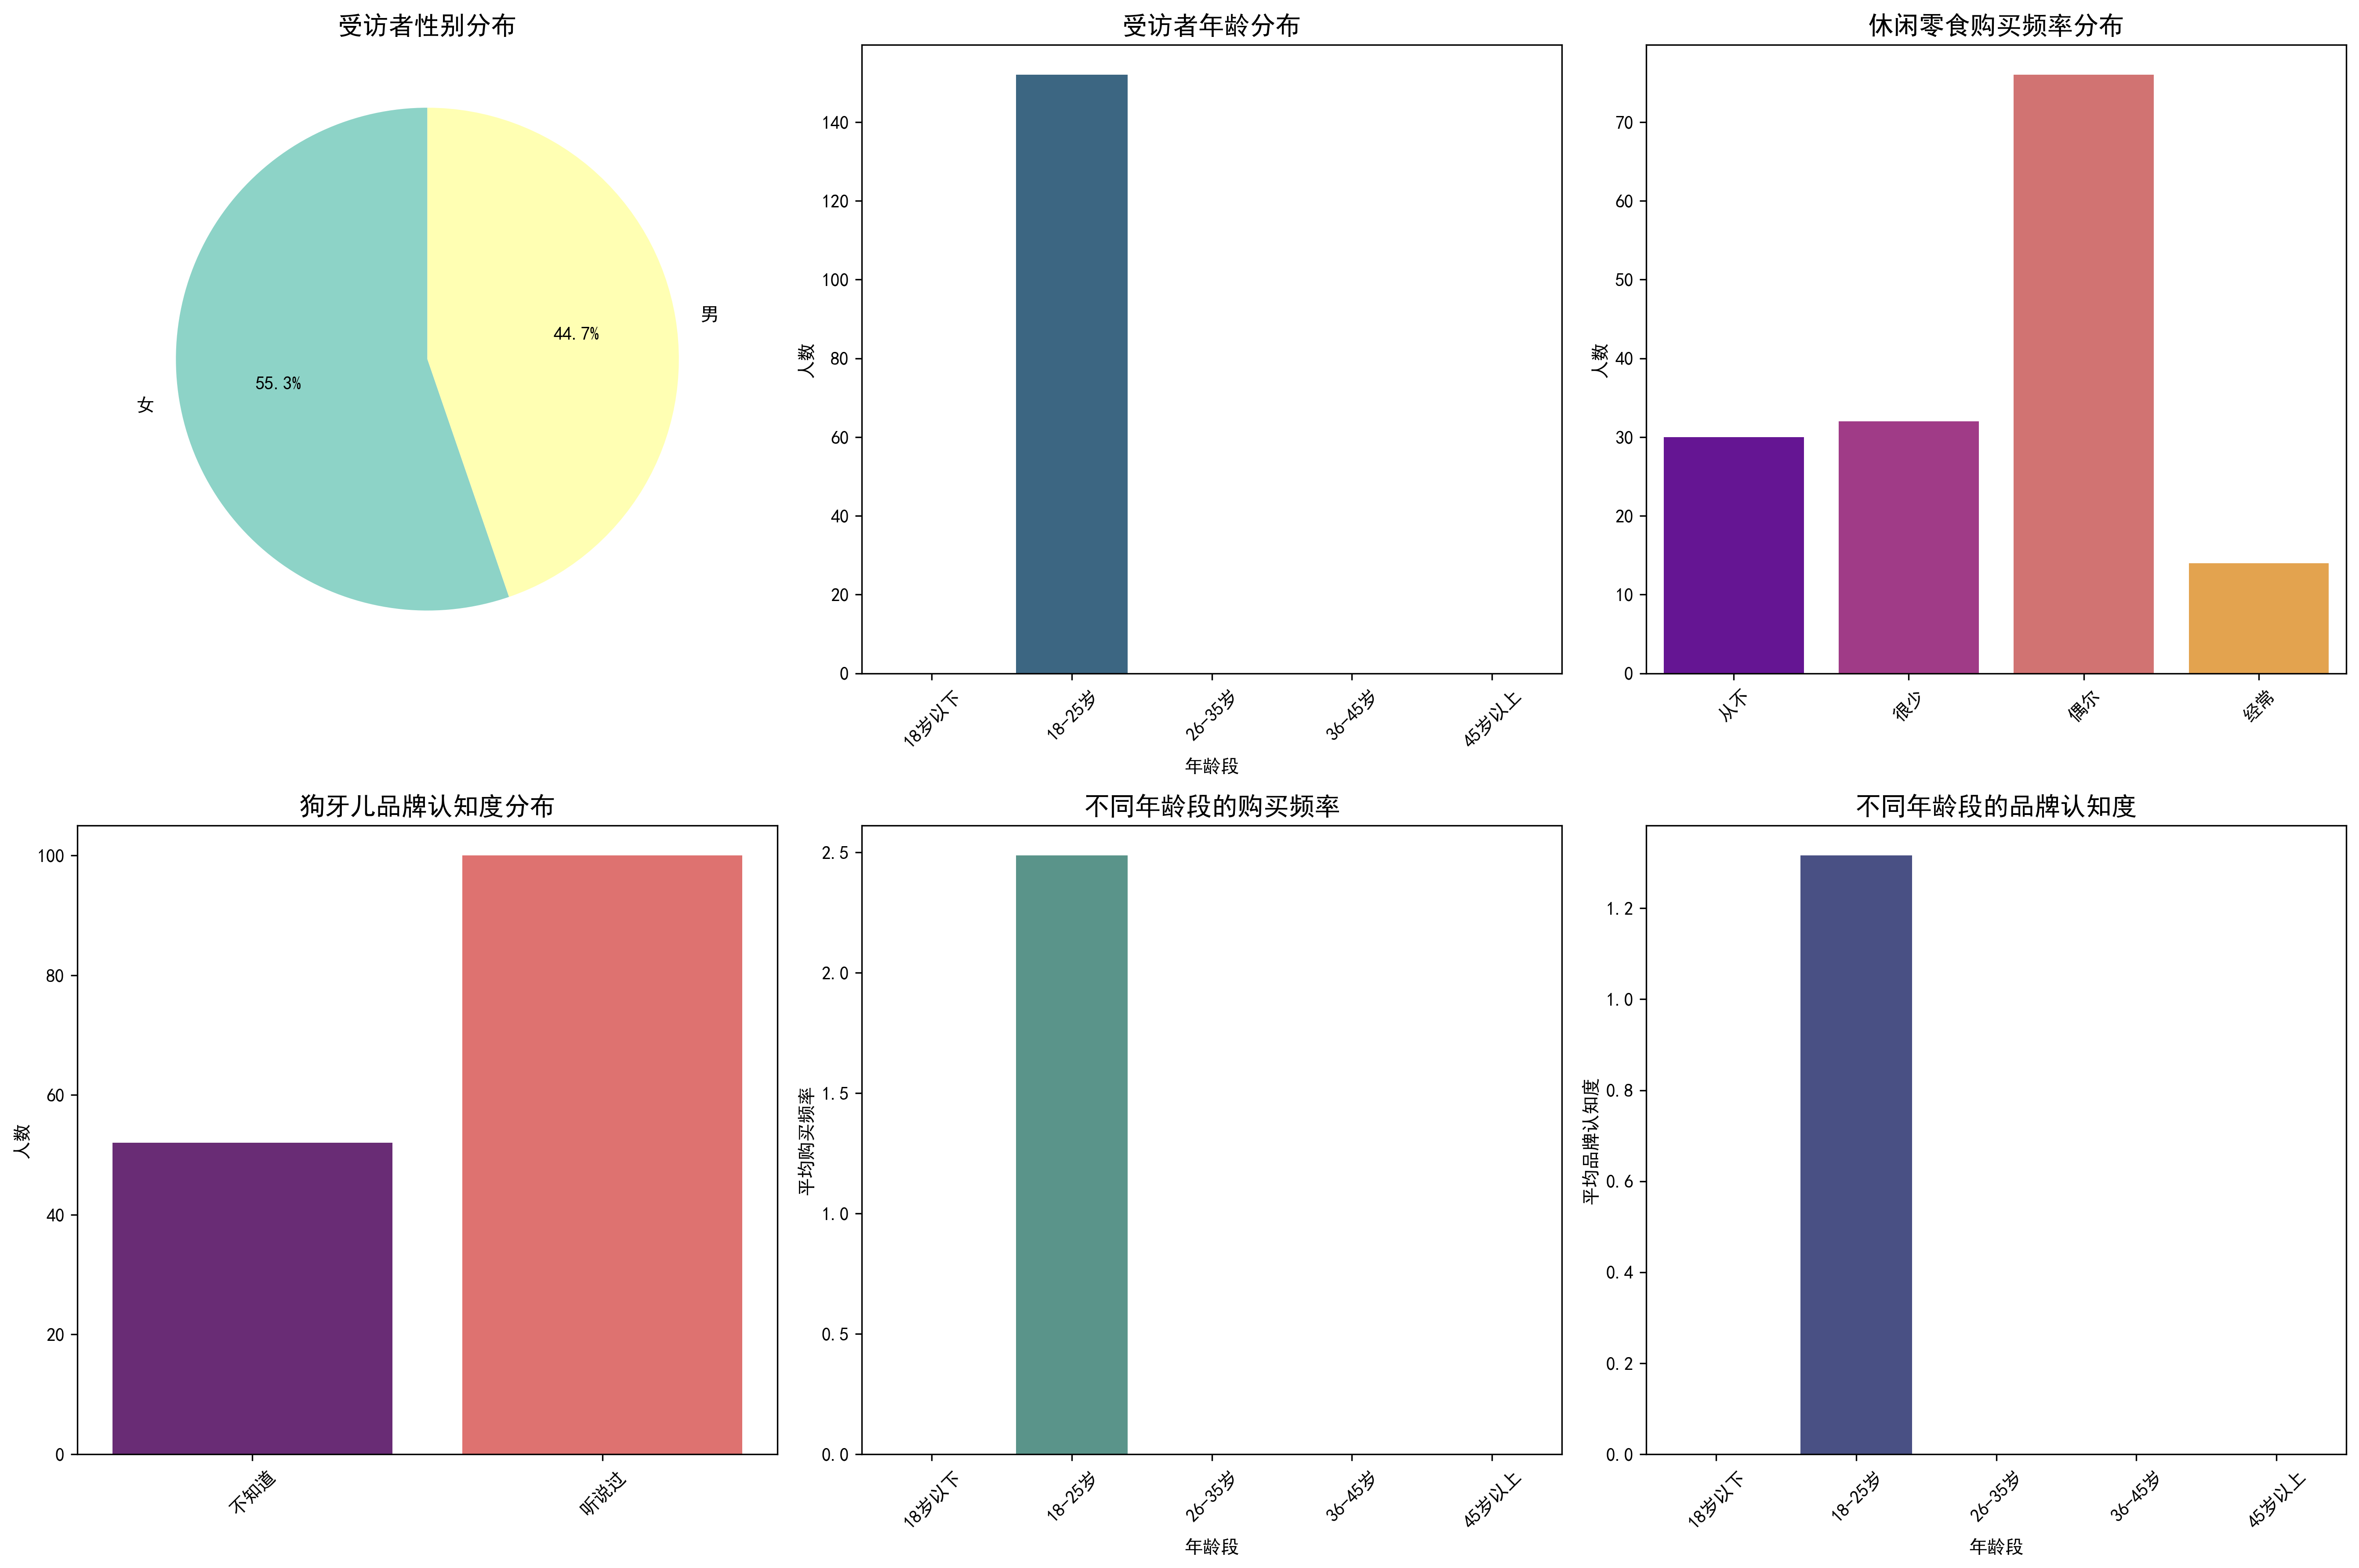 受访者性别分布
男
44.7%
55.3%
女
受访者年龄分布
人数
140
120
100
80
60
40
20
0
18岁以下
18-25岁
26-35岁
36-45岁
45岁以上
年龄段
休闲零食购买频率分布
人数
70
60
50
40
30
20
10
0
从不
很少
偶尔
经常
狗牙儿品牌认知度分布
人数
100
80
60
40
20
0
不知道
听说过
不同年龄段的购买频率
平均购买频率
2.5
2.0
1.5
1.0
0.5
0.0
18岁以下
18-25岁
26-35岁
36-45岁
45岁以上
年龄段
不同年龄段的品牌认知度
平均品牌认知度
1.2
1.0
0.8
0.6
0.4
0.2
0.0
18岁以下
18-25岁
26-35岁
36-45岁
45岁以上
年龄段